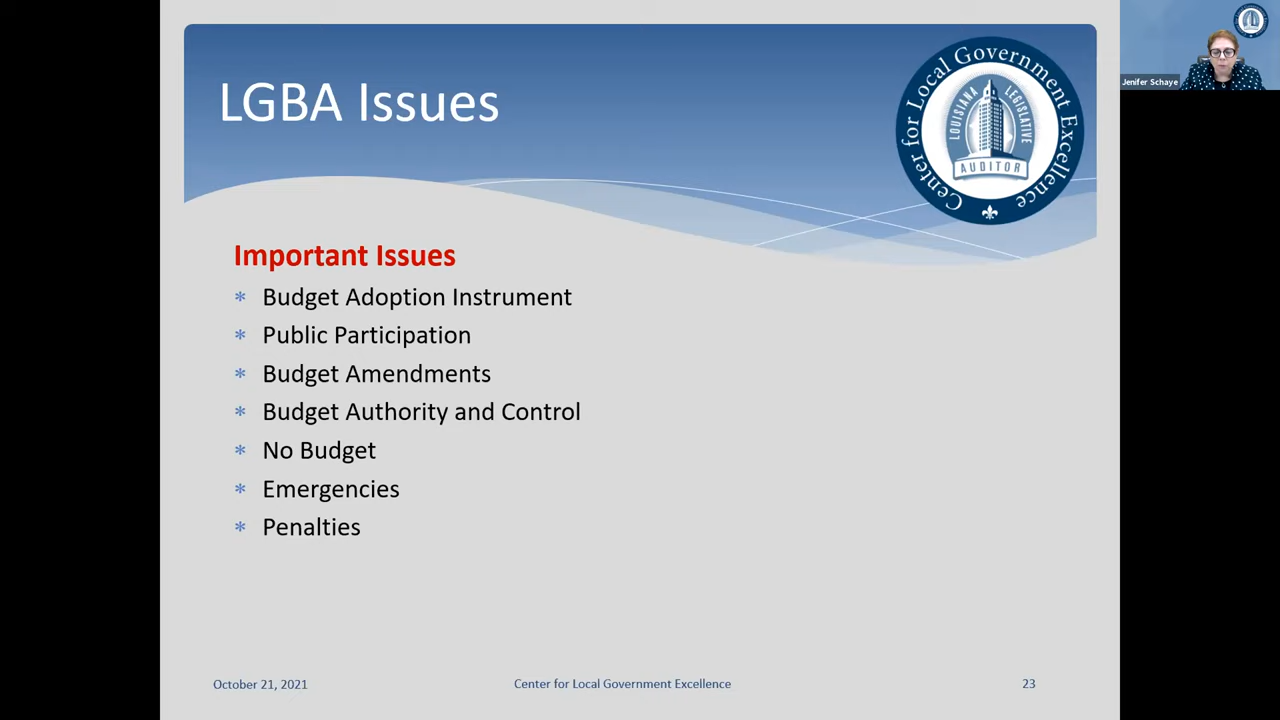 LGBA Issues
Center for Local Government Excellence
LOUISIANA LEGISLATIVE
AUDITOR
Jenifer Schaye
Important Issues
* Budget Adoption Instrument
* Public Participation
* Budget Amendments
* Budget Authority and Control
* No Budget
* Emergencies
* Penalties
October 21, 2021
Center for Local Government Excellence
23